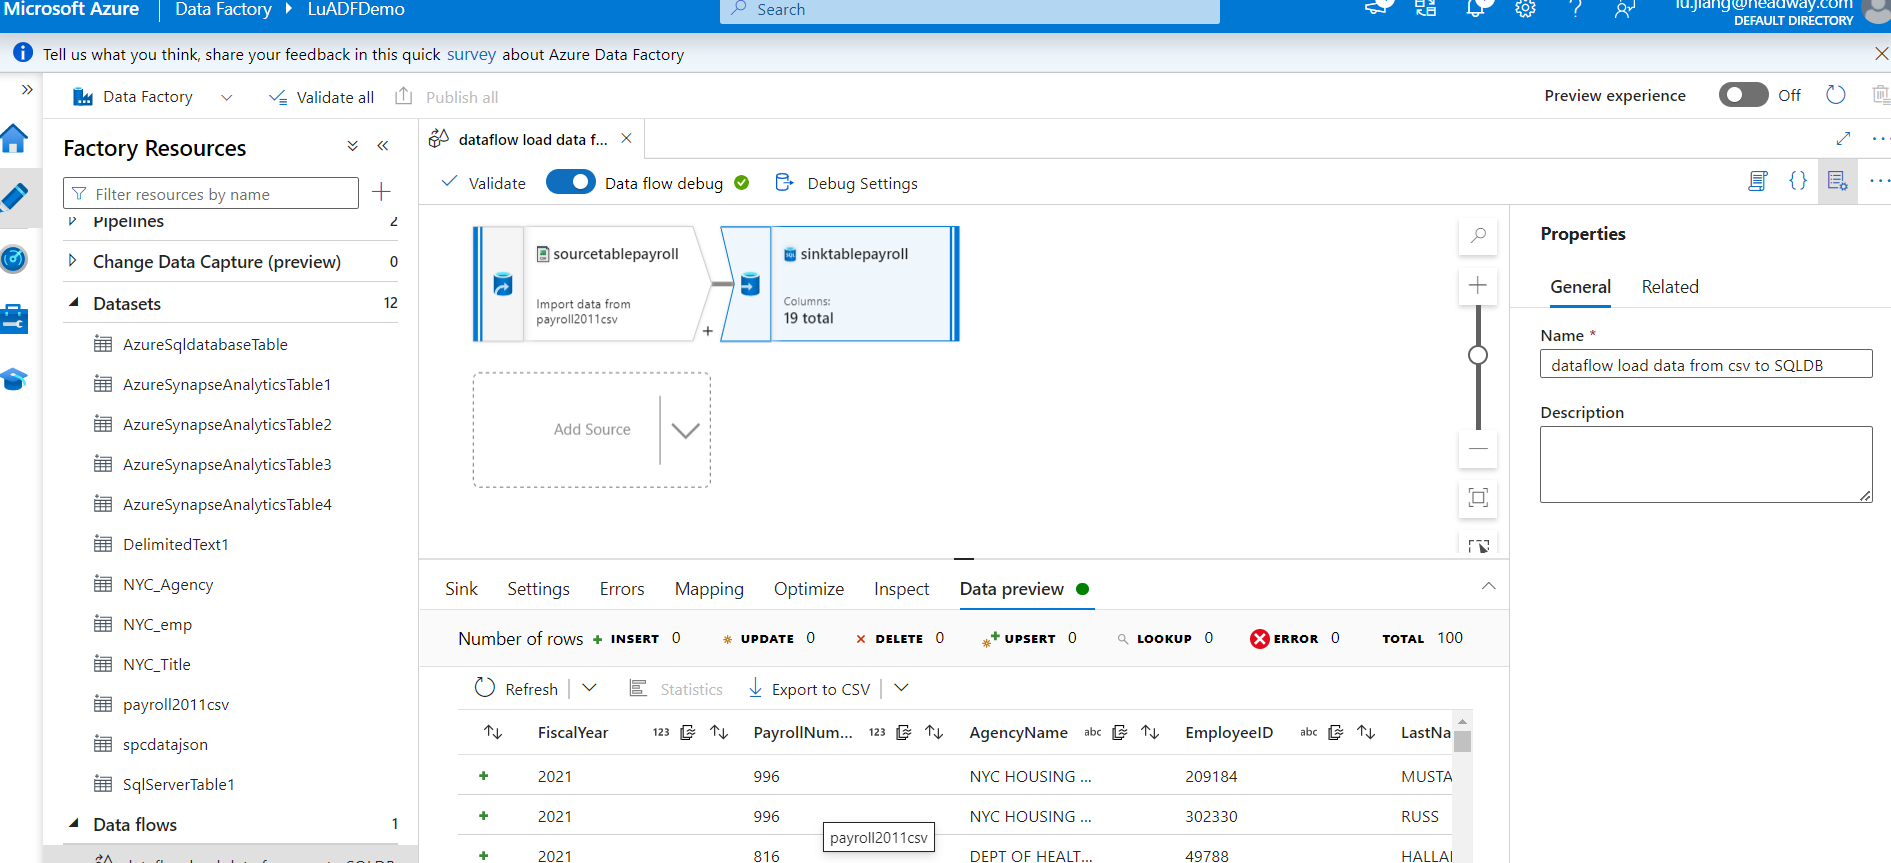 Microsoft Azure
Data Factory
LuADFDemo
Search
lu.jiang@headway.com
DEFAULT DIRECTORY
Tell us what you think, share your feedback in this quick survey about Azure Data Factory
Data Factory
Validate all
Publish all
Preview experience
Off
Factory Resources
Filter resources by name
Pipelines 2
Change Data Capture (preview) 0
Datasets 12
AzureSqldatabaseTable
AzureSynapseAnalyticsTable1
AzureSynapseAnalyticsTable2
AzureSynapseAnalyticsTable3
AzureSynapseAnalyticsTable4
DelimitedText1
NYC_Agency
NYC_emp
NYC_Title
payroll2011csv
spcdatajson
SqlServerTable1
Data flows 1
dataflow load data f...
Validate
Data flow debug
Debug Settings
{}
sourcetablepayroll
Import data from
payroll2011csv
+
SQL
sinktablepayroll
Columns:
19 total
Add Source
Properties
General
Related
Name *
dataflow load data from csv to SQLDB
Description
Sink
Settings
Errors
Mapping
Optimize
Inspect
Data preview
Number of rows
INSERT 0
UPDATE 0
DELETE 0
UPSERT 0
LOOKUP 0
ERROR 0
TOTAL 100
Refresh
Statistics
Export to CSV
FiscalYear 123 PayrollNum... 123 AgencyName abc EmployeeID abc LastNa
2021 996 NYC HOUSING ... 209184 MUSTA
2021 996 NYC HOUSING ... 302330 RUSS
payroll2011csv
2021 816 DEPT OF HEALT... 49788 HALLA